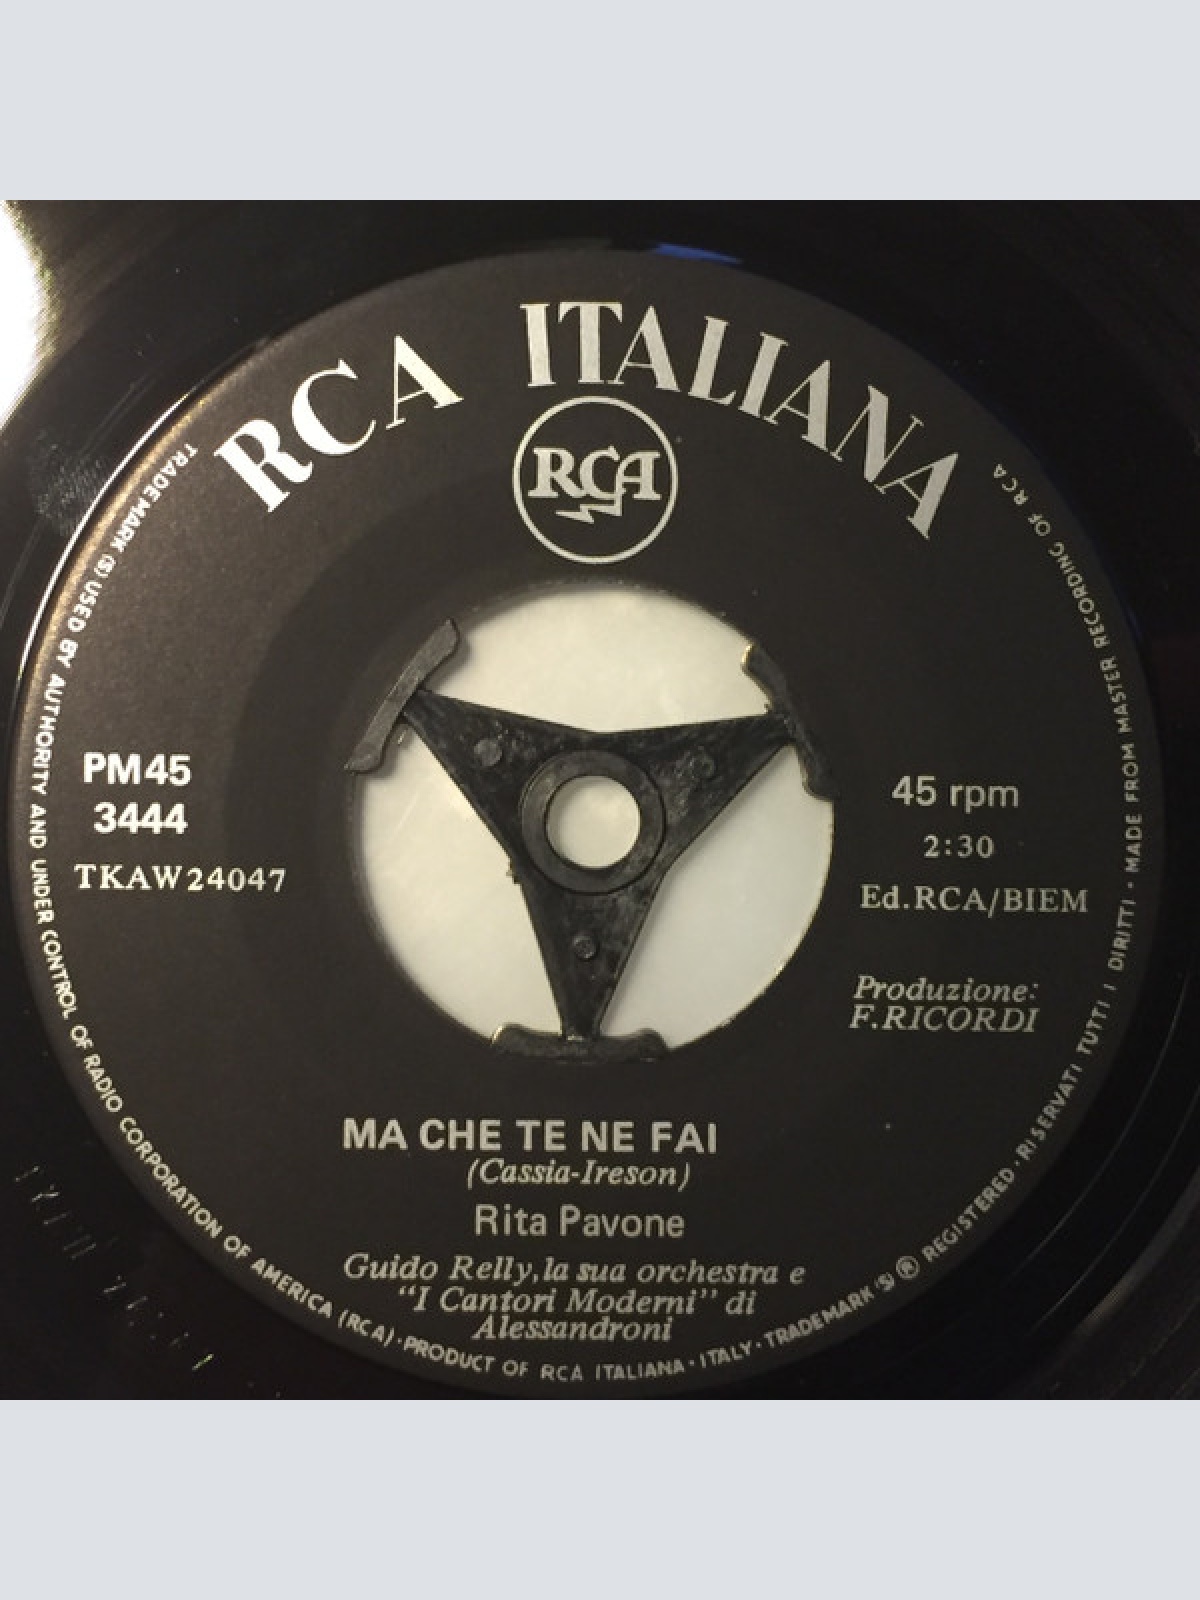 RCA ITALIANA
RCA
PM45
3444
TKAW24047
45 rpm
2:30
Ed.RCA/BIEM
Produzione:
F.RICORDI
MA CHE TE NE FAI
(Cassia-Ireson)
Rita Pavone
Guido Relly, la sua orchestra e
"I Cantori Moderni" di
Alessandroni
TRADE MARK (S) USED BY AUTHORITY AND UNDER CONTROL OF RADIO CORPORATION OF AMERICA (RCA) · PRODUCT OF RCA ITALIANA · ITALY · TRADEMARK (S) ® REGISTERED · RISERVATI TUTTI I DIRITTI · MADE FROM MASTER RECORDING OF RCA